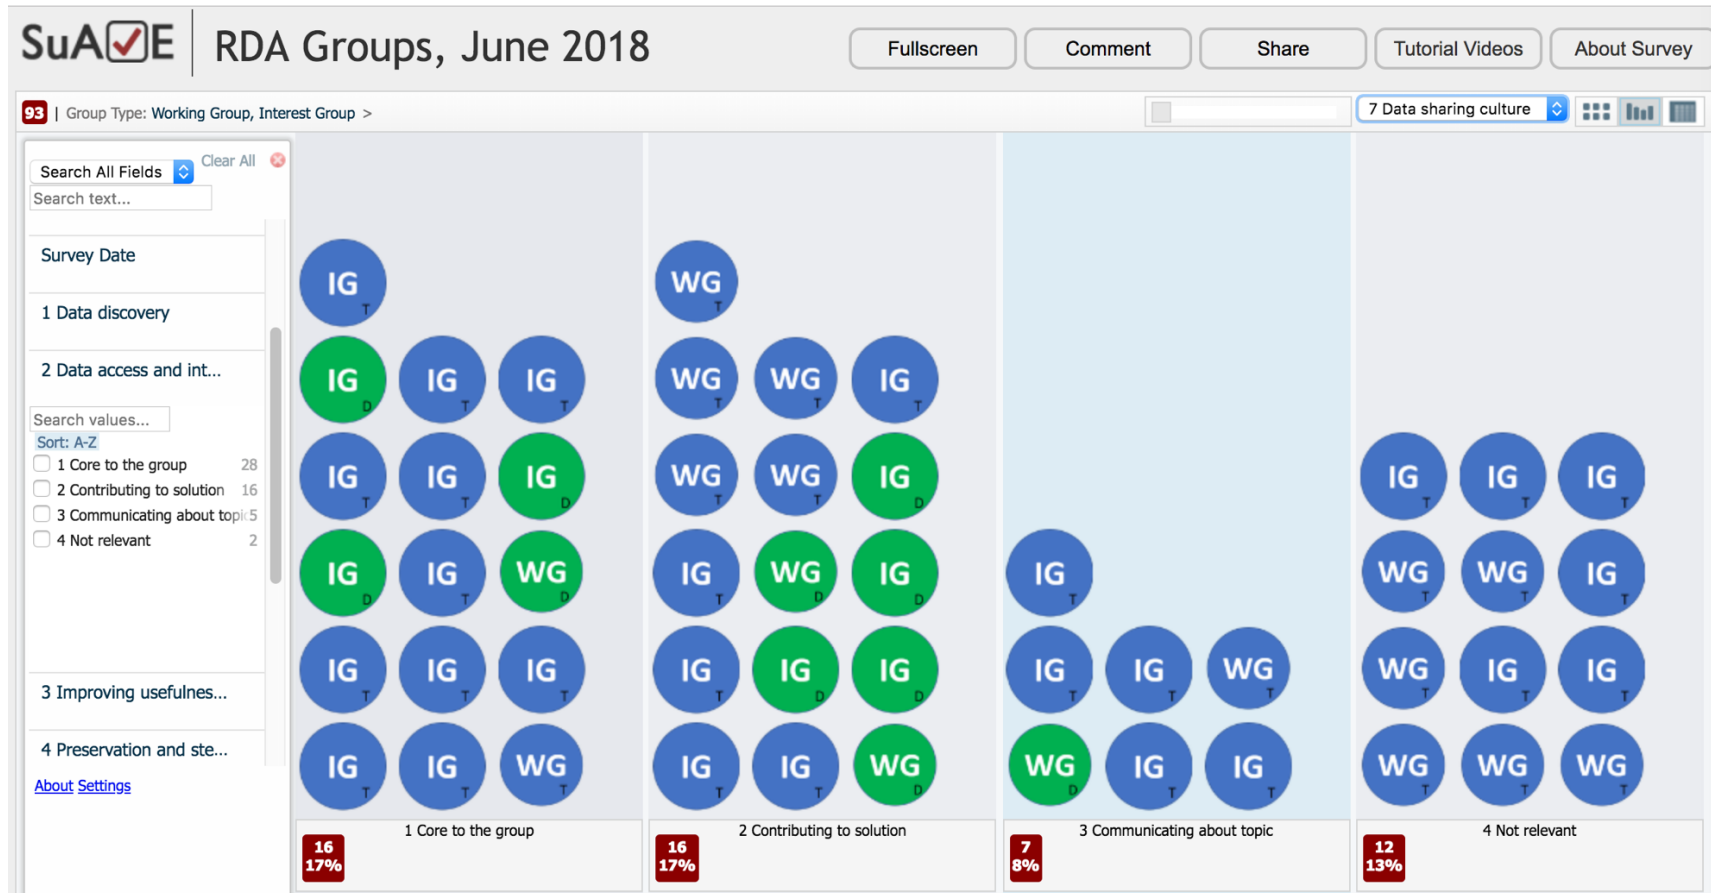 SuAVE RDA Groups, June 2018 Fullscreen Comment Share Tutorial Videos About Survey
93 | Group Type: Working Group, Interest Group > 7 Data sharing culture
Search All Fields Clear All
Search text...
Survey Date
1 Data discovery
2 Data access and int...
Search values...
Sort: A-Z
1 Core to the group 28
2 Contributing to solution 16
3 Communicating about topic 5
4 Not relevant 2
3 Improving usefulnes...
4 Preservation and ste...
About Settings
IG T WG T
IG D IG T IG T WG T WG T IG T
IG T IG T IG D WG T WG T IG D IG T IG T IG T
IG D IG T WG D IG T WG D IG D IG T WG T WG T IG T
IG T IG T IG T IG T IG D IG D IG T IG T WG T WG T IG T IG T
IG T IG T WG T IG T IG T WG D WG D IG T IG T WG T WG T WG T
1 Core to the group 2 Contributing to solution 3 Communicating about topic 4 Not relevant
16 16 7 12
17% 17% 8% 13%